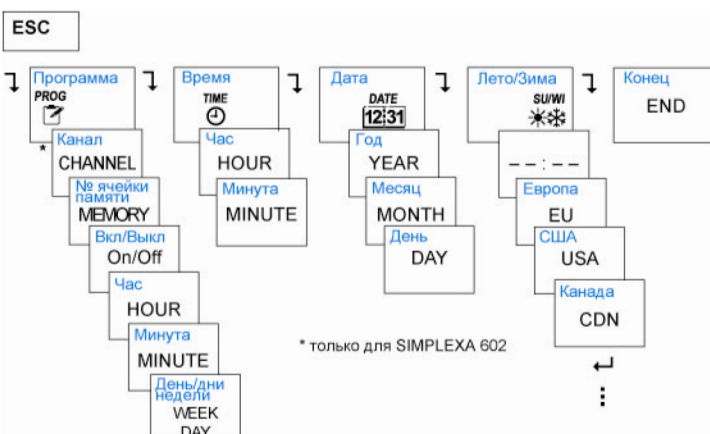 ESC
Программа
PROG
Канал
* CHANNEL
№ ячейки
памяти
MEMORY
Вкл/Выкл
On/Off
Час
HOUR
Минута
MINUTE
День/дни
недели
WEEK
DAY
Время
TIME
Час
HOUR
Минута
MINUTE
Дата
DATE
12:31
Год
YEAR
Месяц
MONTH
День
DAY
Лето/Зима
SU/WI
--:--
Европа
EU
США
USA
Канада
CDN
Конец
END
* только для SIMPLEXA 602